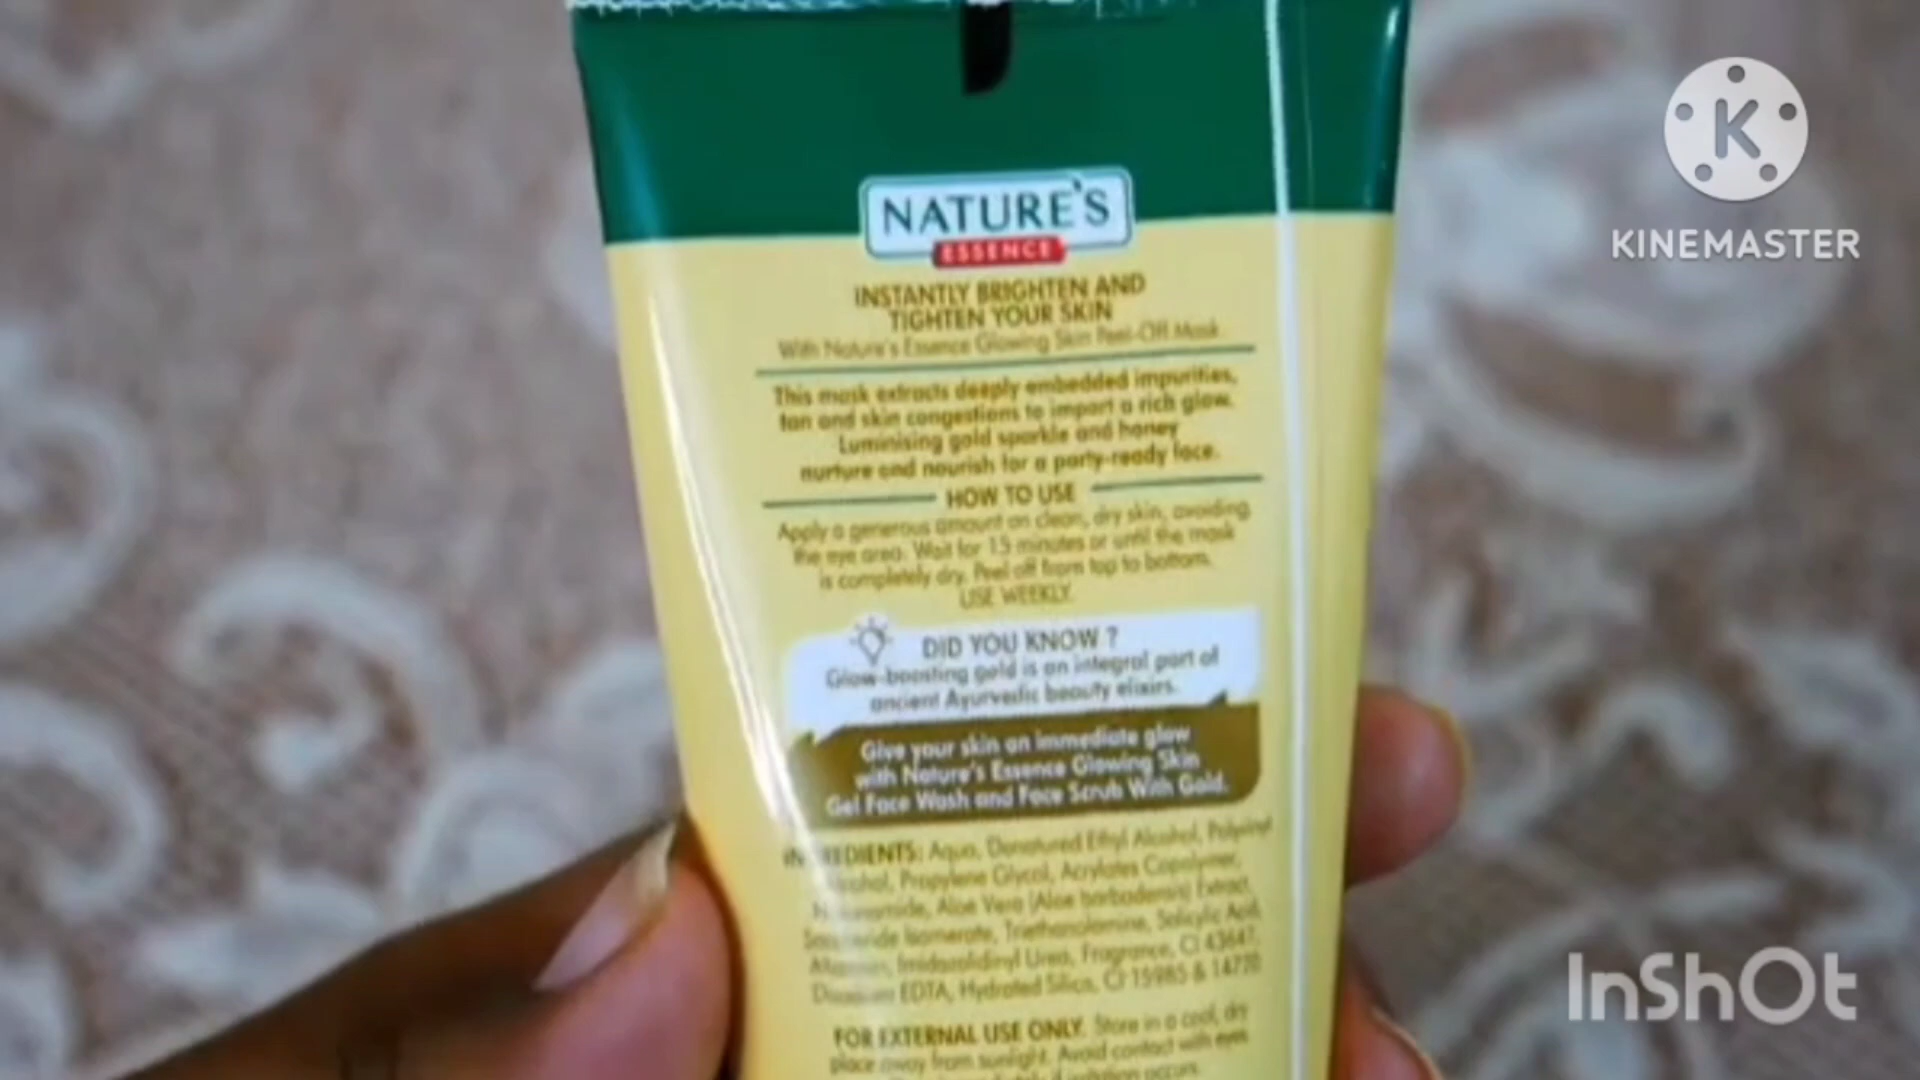 NATURE'S
ESSENCE
INSTANTLY BRIGHTEN AND
TIGHTEN YOUR SKIN
With Nature's Essence Glowing Skin Peel-Off Mask
This mask extracts deeply embedded impurities,
tan and skin congestions to impart a rich glow.
Luminising gold sparkle and honey
nurture and nourish for a party-ready face.
HOW TO USE
Apply a generous amount on clean, dry skin, avoiding
the eye area. Wait for 15 minutes or until the mask
is completely dry. Peel off from top to bottom.
USE WEEKLY.
DID YOU KNOW ?
Glow-boosting gold is an integral part of
ancient Ayurvedic beauty elixirs.
Give your skin an immediate glow
with Nature's Essence Glowing Skin
Gel Face Wash and Face Scrub With Gold.
INGREDIENTS: Aqua, Denatured Ethyl Alcohol, Polyvinyl
Alcohol, Propylene Glycol, Acrylates Copolymer,
Aloe Vera (Aloe barbadensis) Extract,
Isomerate, Triethanolamine, Salicylic Acid,
Imidazolidinyl Urea, Fragrance,
EDTA, Hydrated Silica, CI 15985 & 14720
FOR EXTERNAL USE ONLY. Store in a cool, dry
place away from sunlight. Avoid contact with eyes
irritation occurs
K
KINEMASTER
InShOt